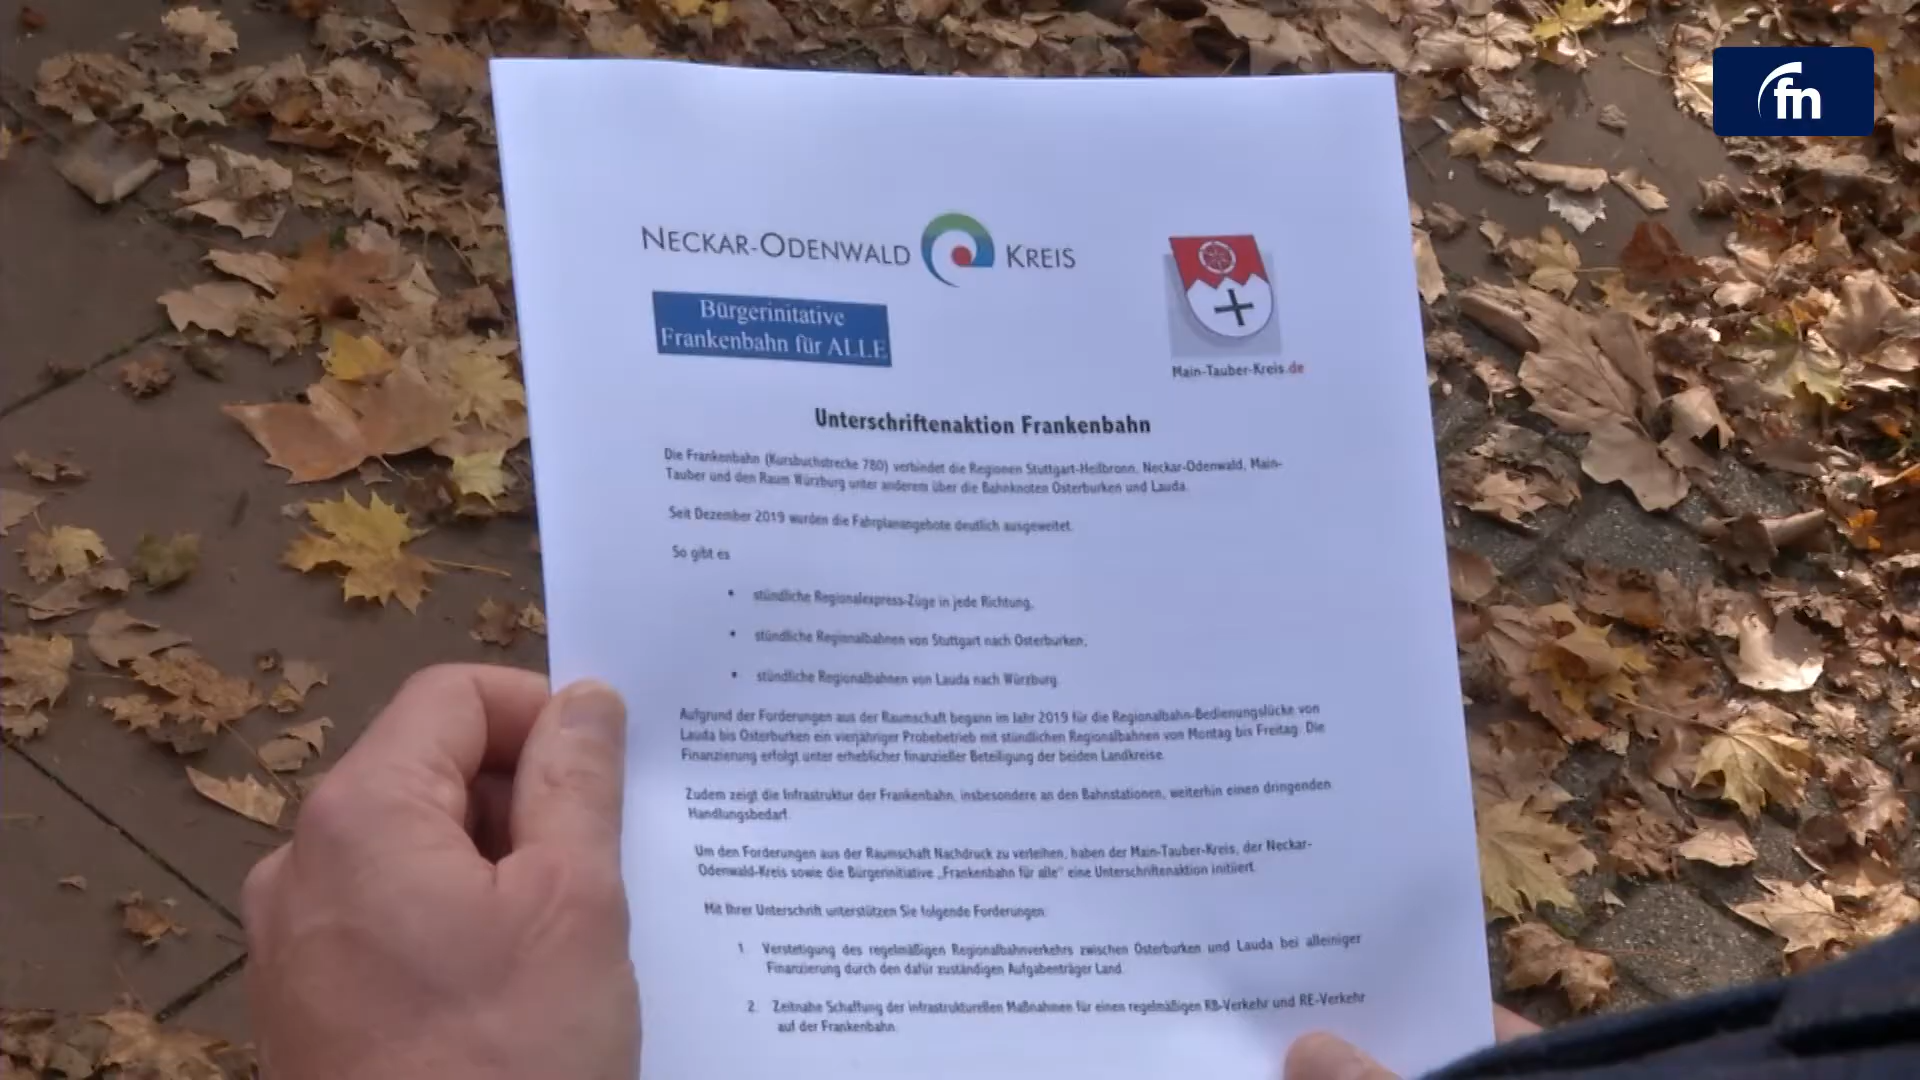 fn
NECKAR-ODENWALD KREIS
Bürgerinitative
Frankenbahn für ALLE
Main-Tauber-Kreis.de
Unterschriftenaktion Frankenbahn
Die Frankenbahn (Kursbuchstrecke 780) verbindet die Regionen Stuttgart-Heilbronn, Neckar-Odenwald, Main-
Tauber und den Raum Würzburg unter anderem über die Bahnknoten Osterburken und Lauda.
Seit Dezember 2019 wurden die Fahrplanangebote deutlich ausgeweitet.
So gibt es
• stündliche Regionalexpress-Züge in jede Richtung,
• stündliche Regionalbahnen von Stuttgart nach Osterburken,
• stündliche Regionalbahnen von Lauda nach Würzburg.
Aufgrund der Forderungen aus der Raumschaft begann im Jahr 2019 für die Regionalbahn-Bedienungslücke von
Lauda bis Osterburken ein vierjähriger Probebetrieb mit stündlichen Regionalbahnen von Montag bis Freitag. Die
Finanzierung erfolgt unter erheblicher finanzieller Beteiligung der beiden Landkreise.
Zudem zeigt die Infrastruktur der Frankenbahn, insbesondere an den Bahnstationen, weiterhin einen dringenden
Handlungsbedarf.
Um den Forderungen aus der Raumschaft Nachdruck zu verleihen, haben der Main-Tauber-Kreis, der Neckar-
Odenwald-Kreis sowie die Bürgerinitiative „Frankenbahn für alle“ eine Unterschriftenaktion initiiert.
Mit Ihrer Unterschrift unterstützen Sie folgende Forderungen:
1. Verstetigung des regelmäßigen Regionalbahnverkehrs zwischen Osterburken und Lauda bei alleiniger
Finanzierung durch den dafür zuständigen Aufgabenträger Land.
2. Zeitnahe Schaffung der infrastrukturellen Maßnahmen für einen regelmäßigen RB-Verkehr und RE-Verkehr
auf der Frankenbahn.